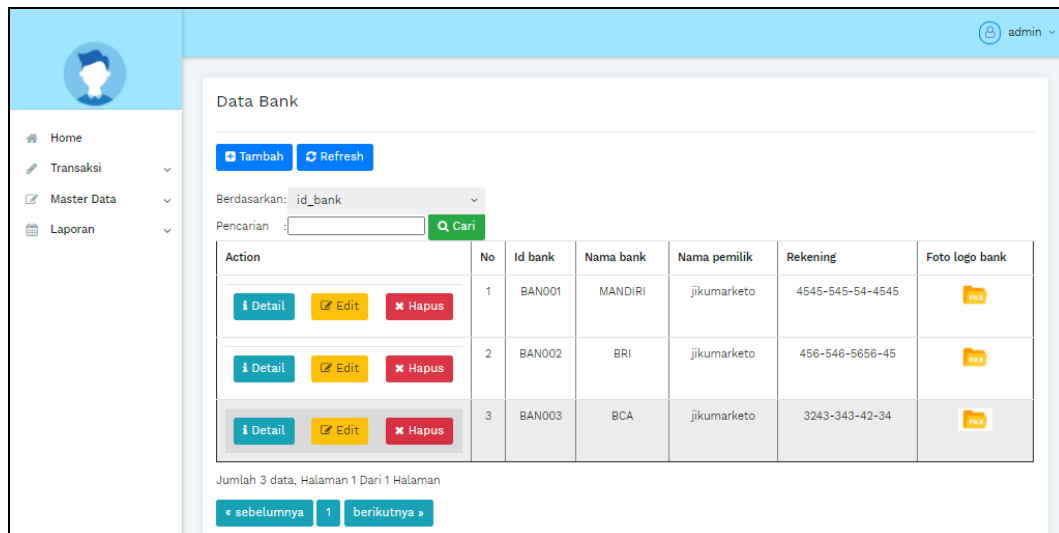 admin
Home
Transaksi
Master Data
Laporan
Data Bank
Tambah Refresh
Berdasarkan: id_bank
Pencarian : Cari
Action No Id bank Nama bank Nama pemilik Rekening Foto logo bank
Detail Edit Hapus 1 BAN001 MANDIRI jikumarketo 4545-545-54-4545 FILE
Detail Edit Hapus 2 BAN002 BRI jikumarketo 456-546-5656-45 FILE
Detail Edit Hapus 3 BAN003 BCA jikumarketo 3243-343-42-34 FILE
Jumlah 3 data, Halaman 1 Dari 1 Halaman
« sebelumnya 1 berikutnya »